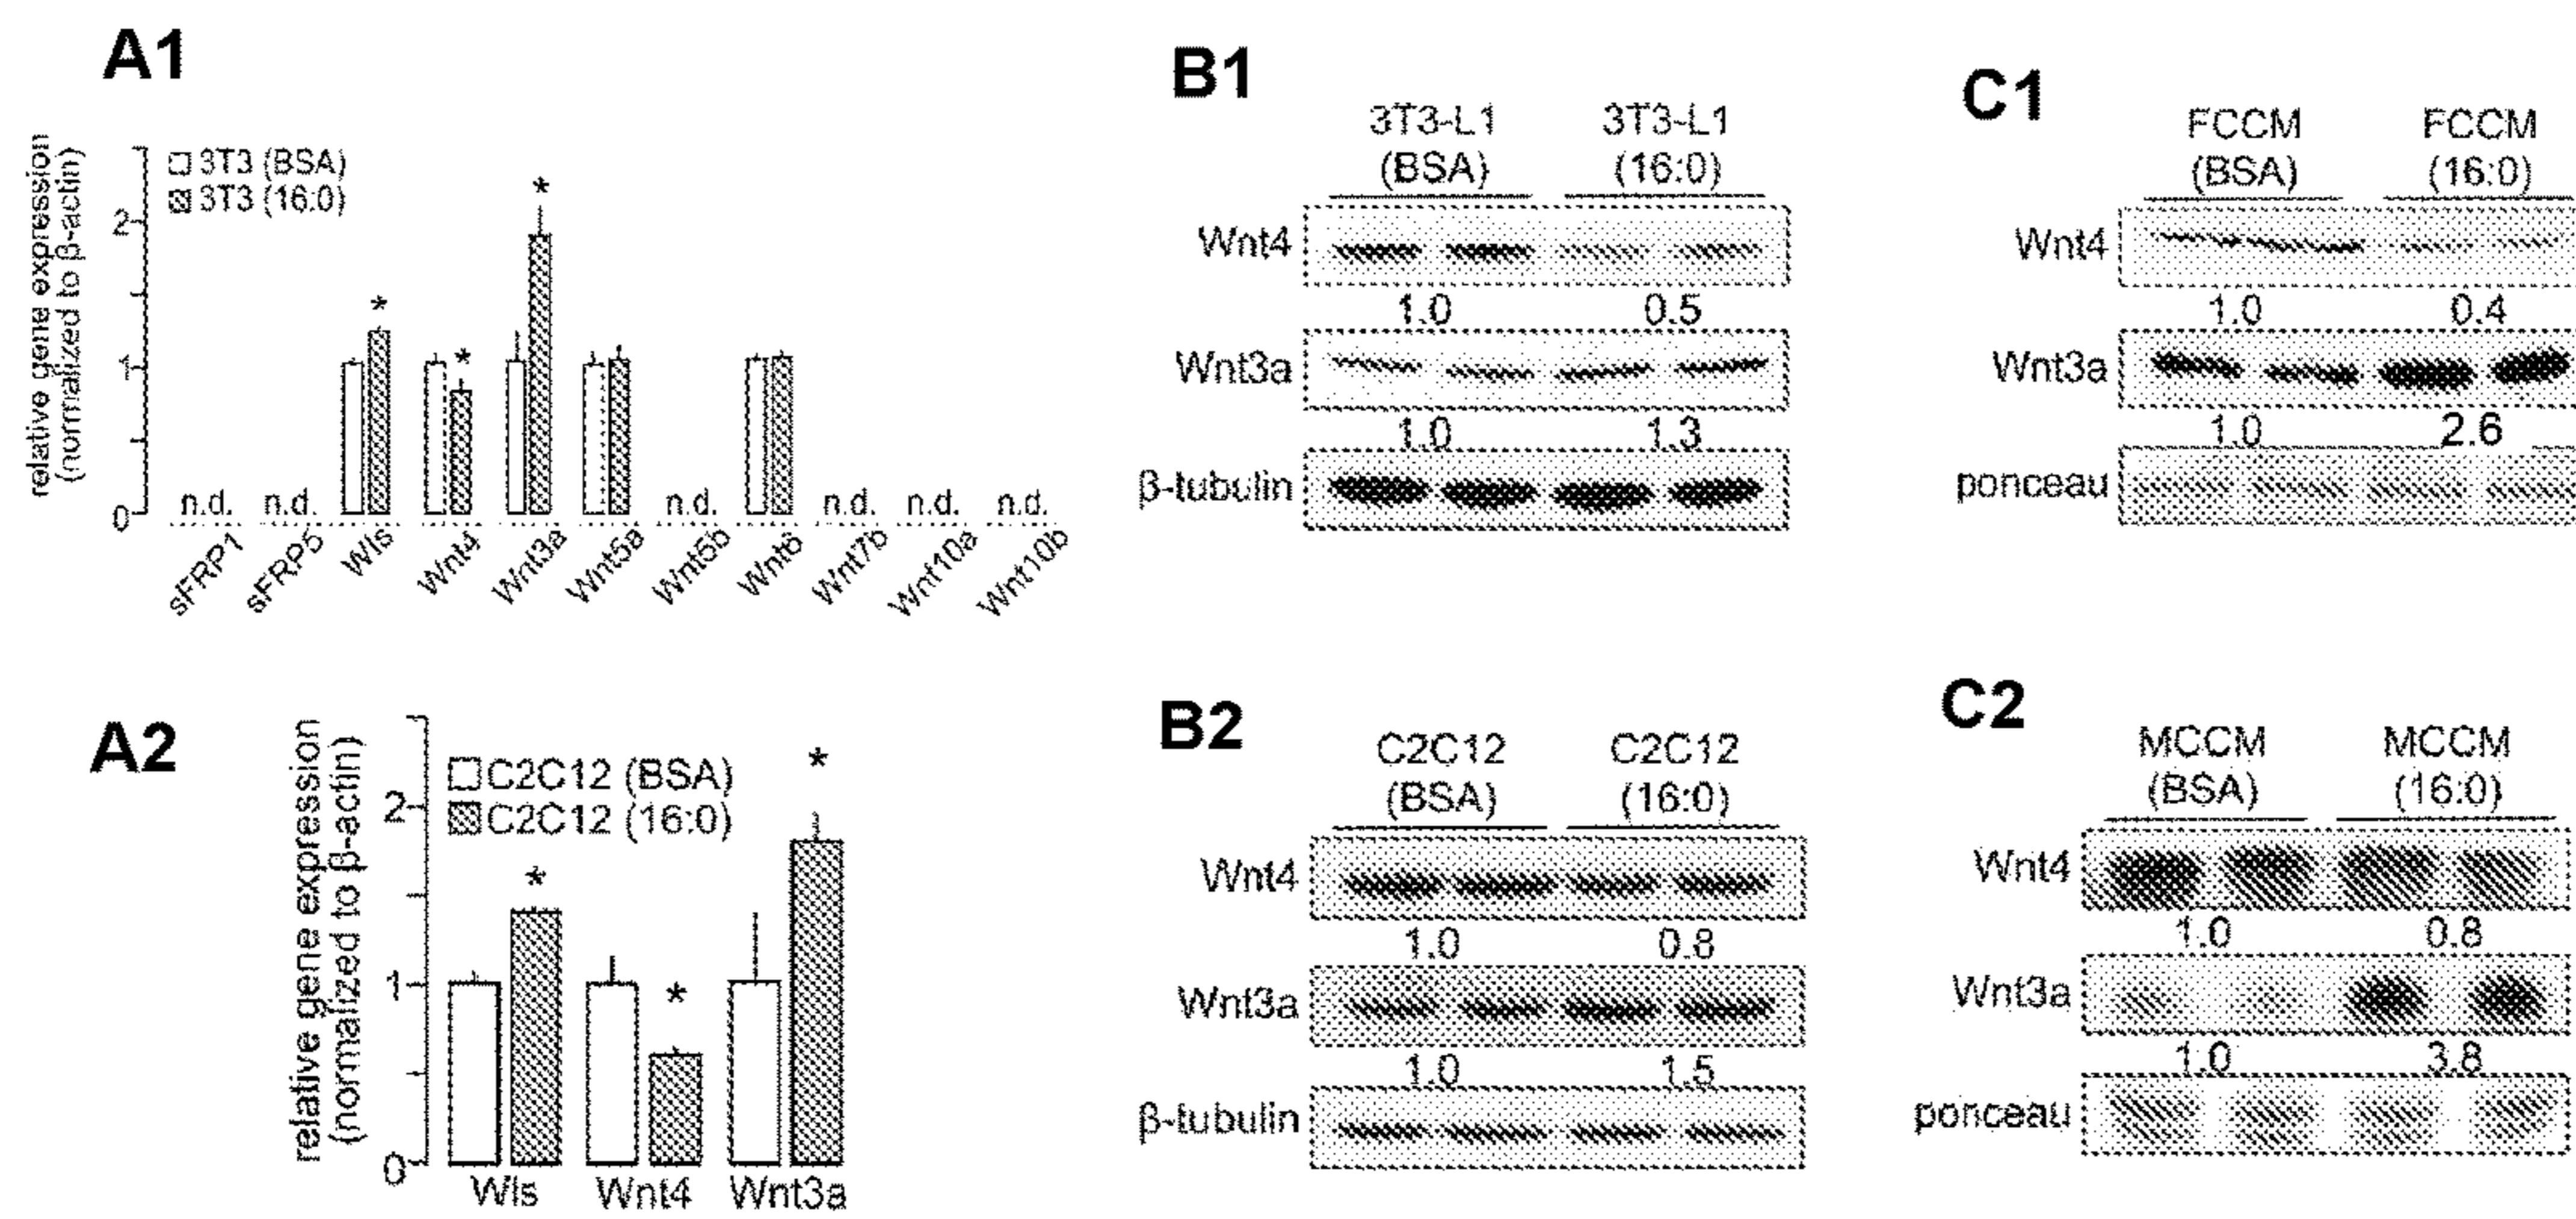 A1
relative gene expression
(normalized to β-actin)
3T3 (BSA)
3T3 (16:0)
2
1
0
*
*
*
n.d.
n.d.
n.d.
n.d.
n.d.
n.d.
sFRP1
sFRP5
Wls
Wnt4
Wnt3a
Wnt5a
Wnt5b
Wnt6
Wnt7b
Wnt10a
Wnt10b
B1
3T3-L1
(BSA)
3T3-L1
(16:0)
Wnt4
1.0
0.5
Wnt3a
1.0
1.3
β-tubulin
C1
FCCM
(BSA)
FCCM
(16:0)
Wnt4
1.0
0.4
Wnt3a
1.0
2.6
ponceau
A2
relative gene expression
(normalized to β-actin)
C2C12 (BSA)
C2C12 (16:0)
2
1
0
*
*
*
Wls
Wnt4
Wnt3a
B2
C2C12
(BSA)
C2C12
(16:0)
Wnt4
1.0
0.8
Wnt3a
1.0
1.5
β-tubulin
C2
MCCM
(BSA)
MCCM
(16:0)
Wnt4
1.0
0.8
Wnt3a
1.0
3.8
ponceau